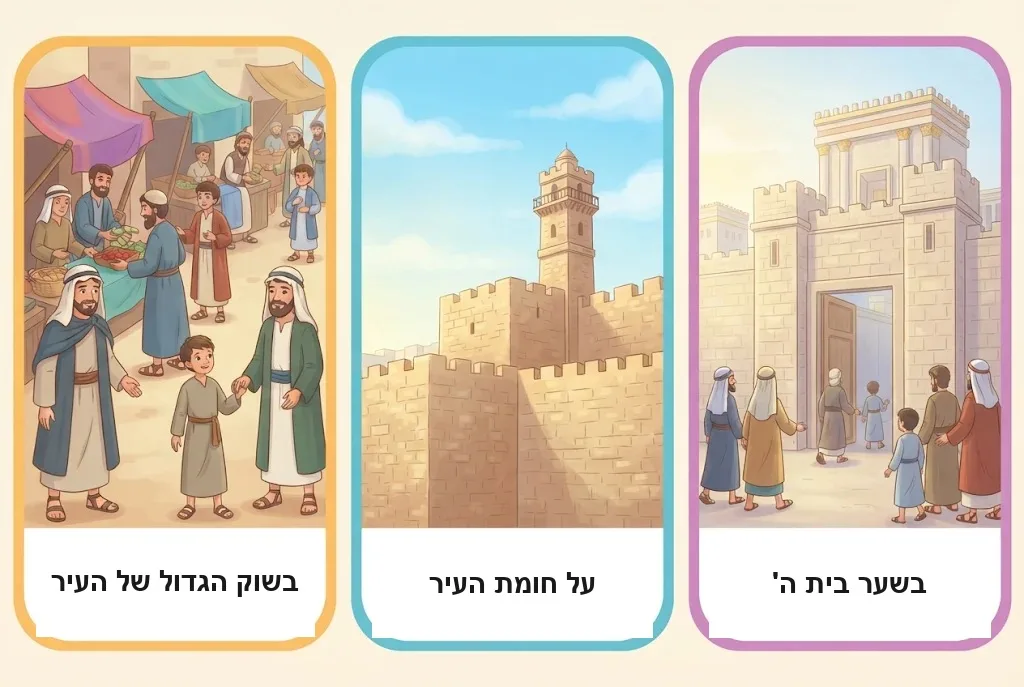 בשער בית ה'
על חומת העיר
בשוק הגדול של העיר